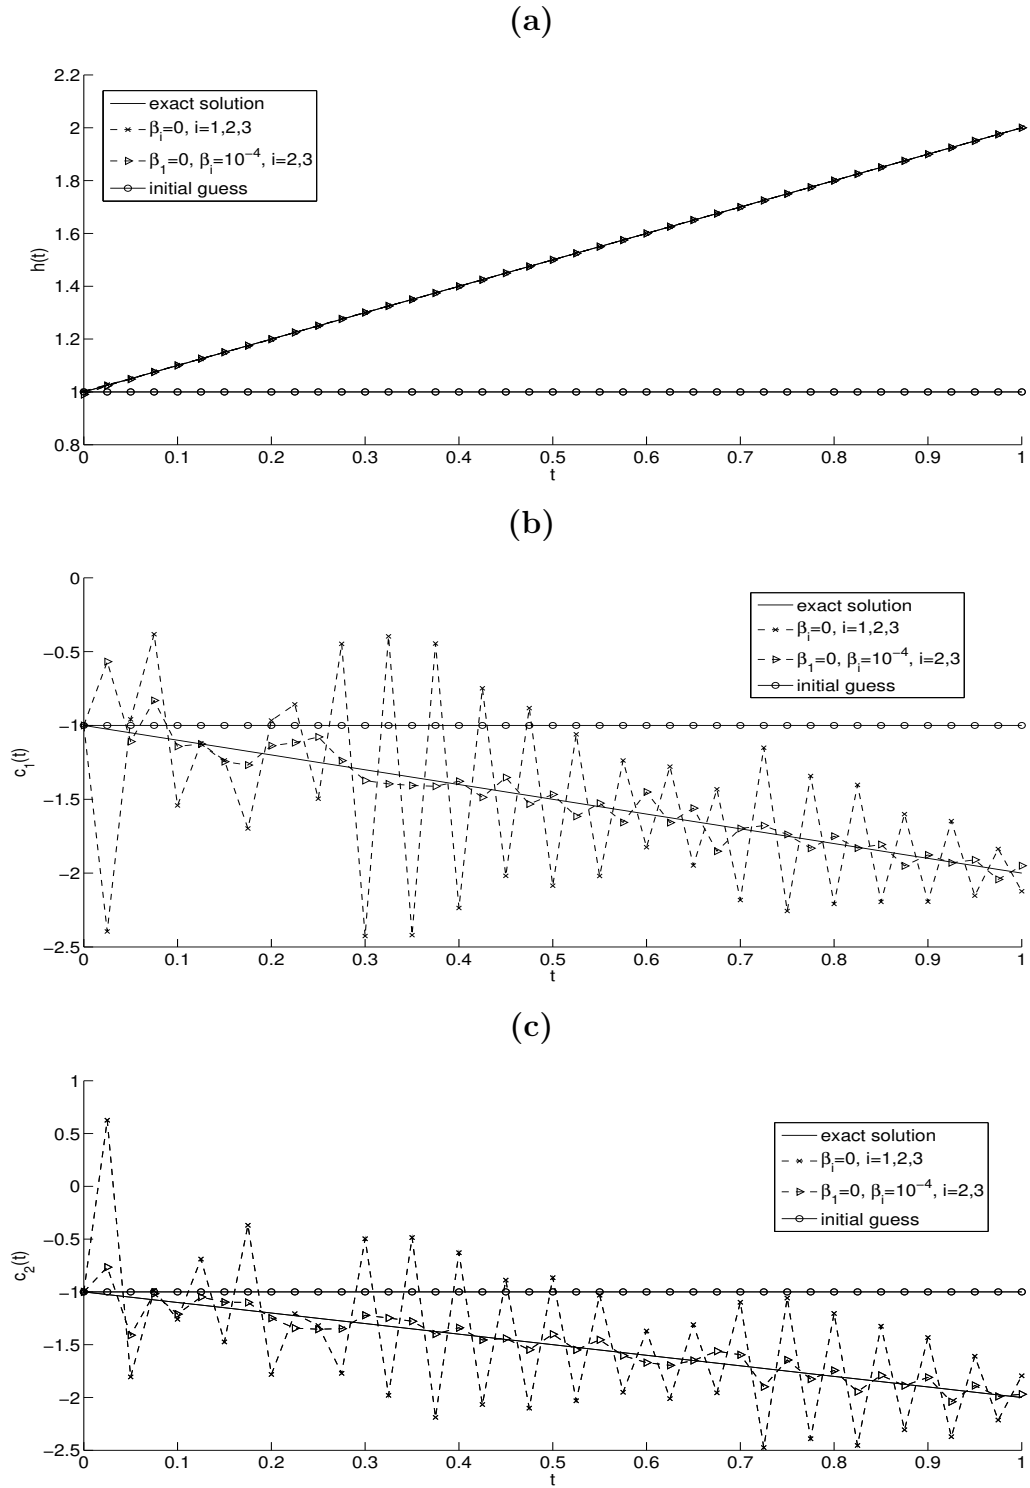 (a)
2.2
2
1.8
1.6
1.4
1.2
1
0.8
h(t)
exact solution
β_i=0, i=1,2,3
β_1=0, β_i=10^{-4}, i=2,3
initial guess
0 0.1 0.2 0.3 0.4 0.5 0.6 0.7 0.8 0.9 1
t
(b)
0
−0.5
−1
−1.5
−2
−2.5
c_1(t)
exact solution
β_i=0, i=1,2,3
β_1=0, β_i=10^{-4}, i=2,3
initial guess
0 0.1 0.2 0.3 0.4 0.5 0.6 0.7 0.8 0.9 1
t
(c)
1
0.5
0
−0.5
−1
−1.5
−2
−2.5
c_2(t)
exact solution
β_i=0, i=1,2,3
β_1=0, β_i=10^{-4}, i=2,3
initial guess
0 0.1 0.2 0.3 0.4 0.5 0.6 0.7 0.8 0.9 1
t